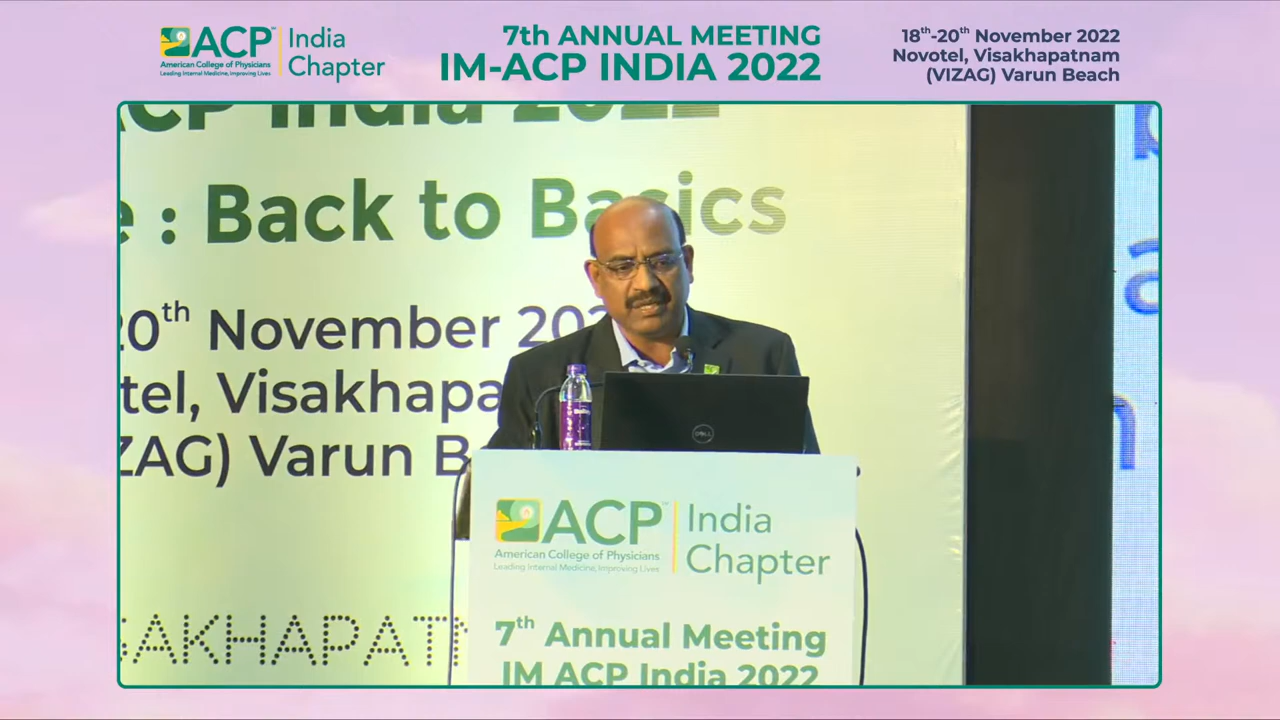 ACP™
American College of Physicians
Leading Internal Medicine, Improving Lives
India
Chapter
7th ANNUAL MEETING
IM-ACP INDIA 2022
18th-20th November 2022
Novotel, Visakhapatnam
(VIZAG) Varun Beach
ACP India 2022
: Back to Basics
20th November 202
tel, Visakhapa
ZAG) Varun B
SAKHAPATN
DELL
ACP™
American College of Physicians
Leading Internal Medicine, Improving Lives
India
Chapter
7th Annual Meeting
IM ACP India 2022